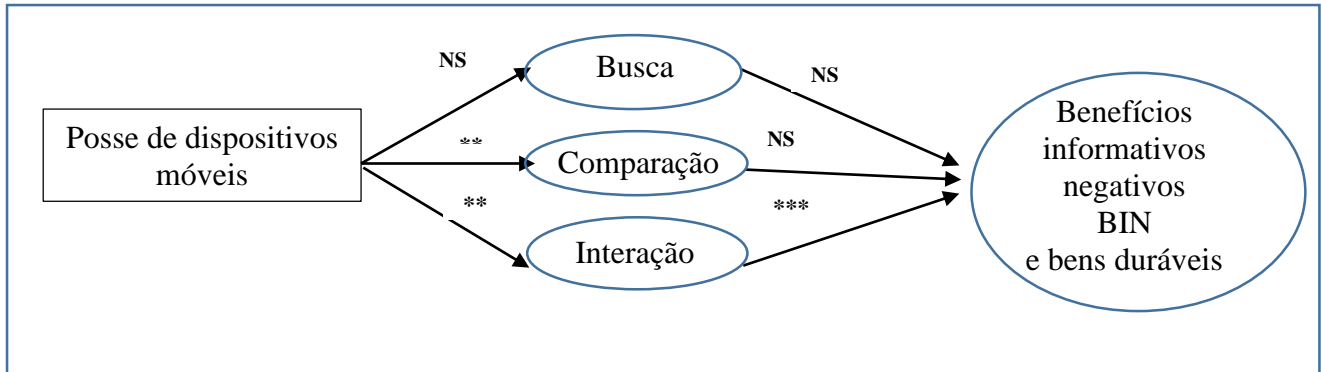 NS
Busca
NS
Posse de dispositivos
móveis
**
Comparação
NS
**
Interação
***
Benefícios
informativos
negativos
BIN
e bens duráveis